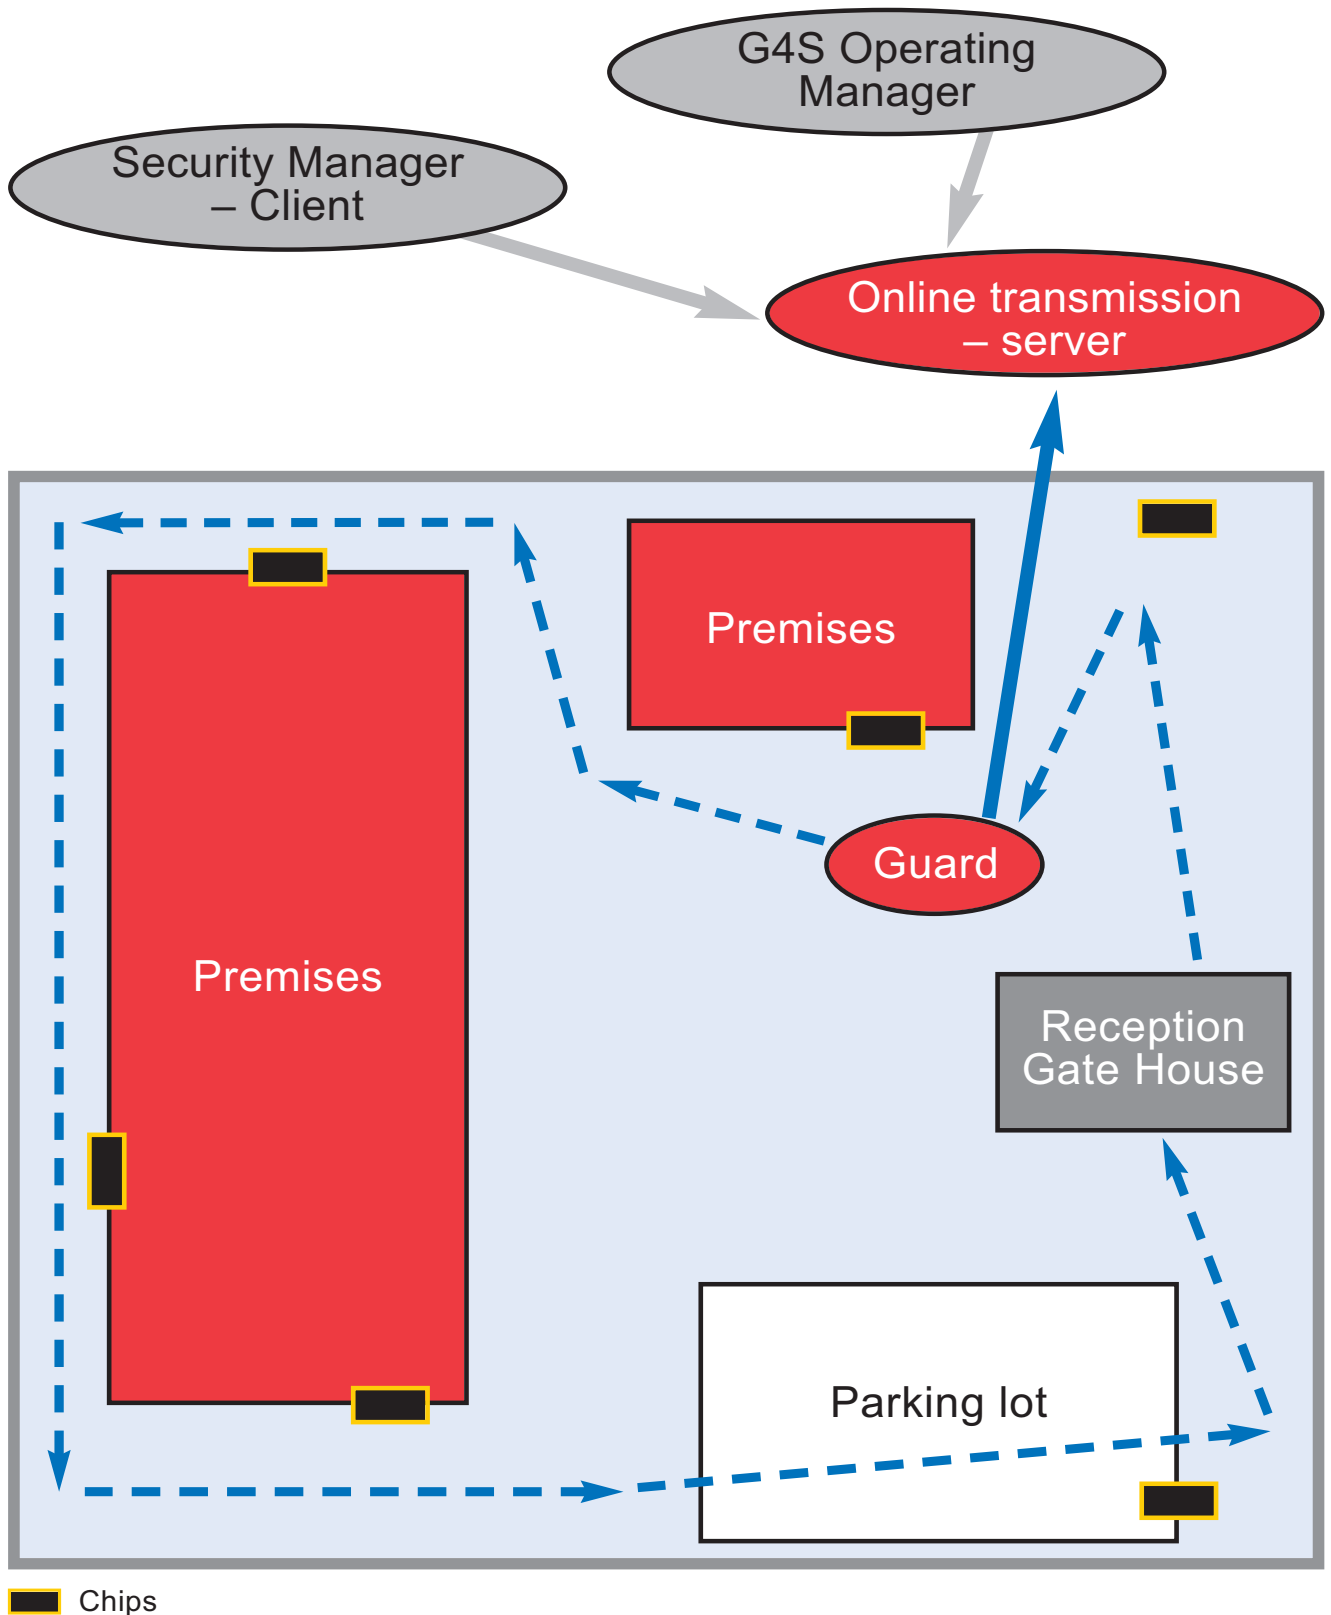 G4S Operating
Manager
Security Manager
– Client
Online transmission
– server
Premises
Guard
Premises
Reception
Gate House
Parking lot
Chips